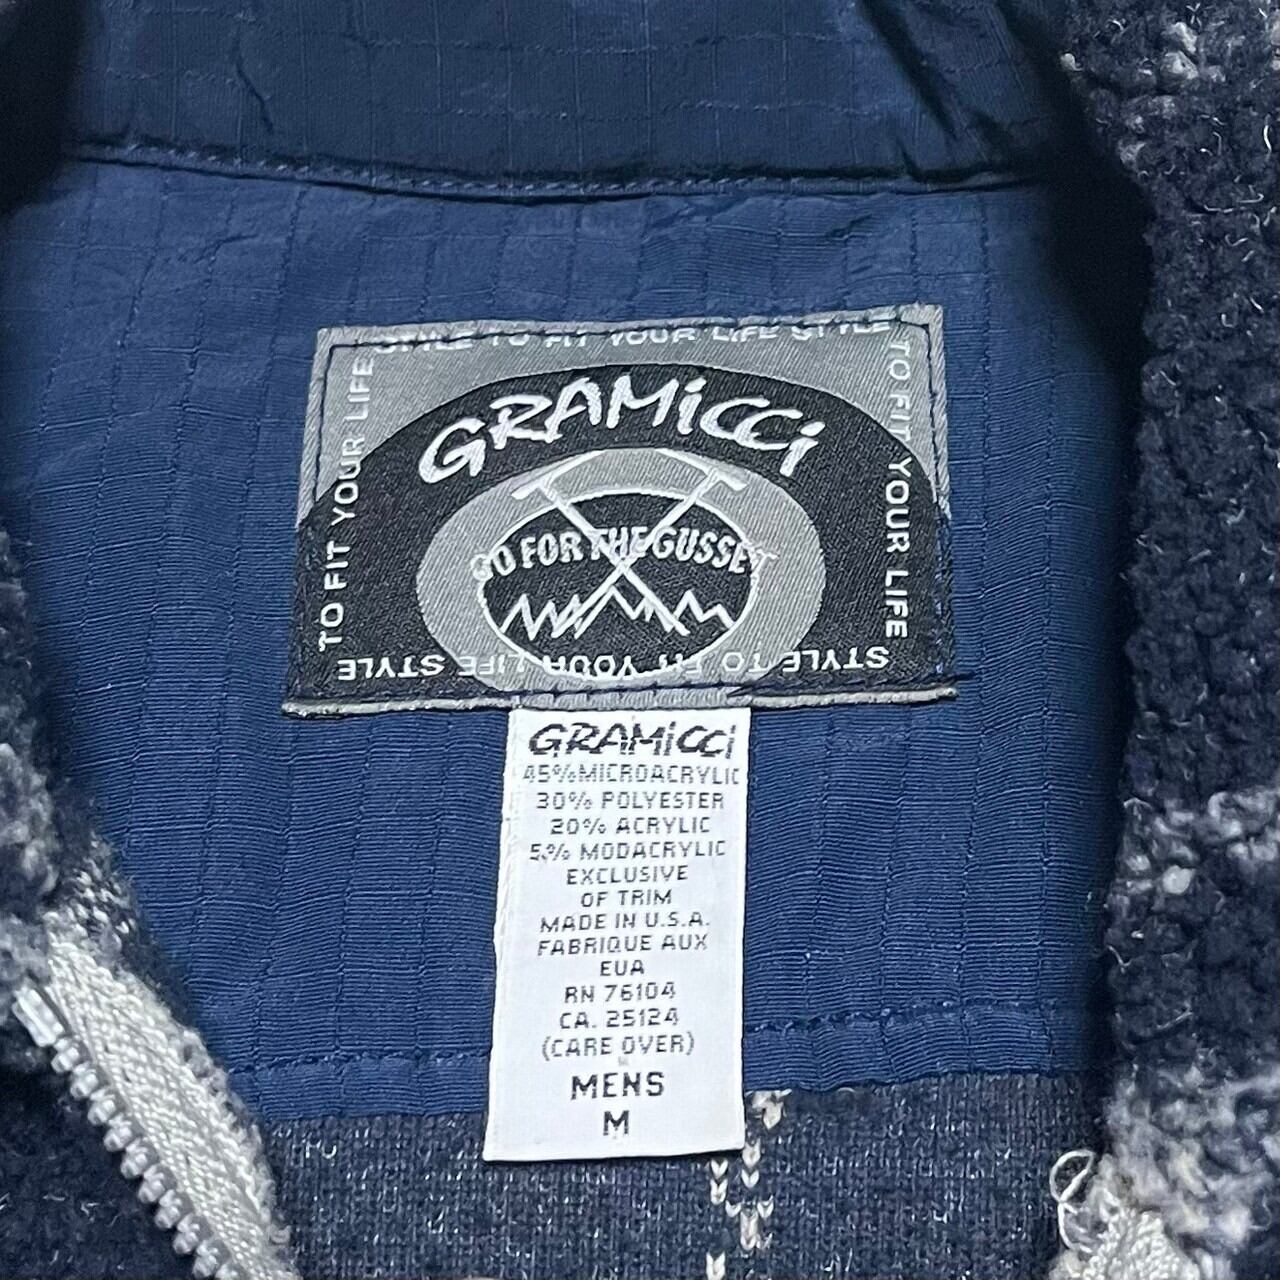 STYLE TO FIT YOUR LIFE STYLE
TO FIT YOUR LIFE
TO FIT YOUR LIFE
GRAMiCCi
GO FOR THE GUSSET
STYLE TO FIT YOUR LIFE STYLE
GRAMiCCi
45% MICROACRYLIC
30% POLYESTER
20% ACRYLIC
5% MODACRYLIC
EXCLUSIVE
OF TRIM
MADE IN U.S.A.
FABRIQUE AUX
EUA
RN 76104
CA. 25124
(CARE OVER)
MENS
M